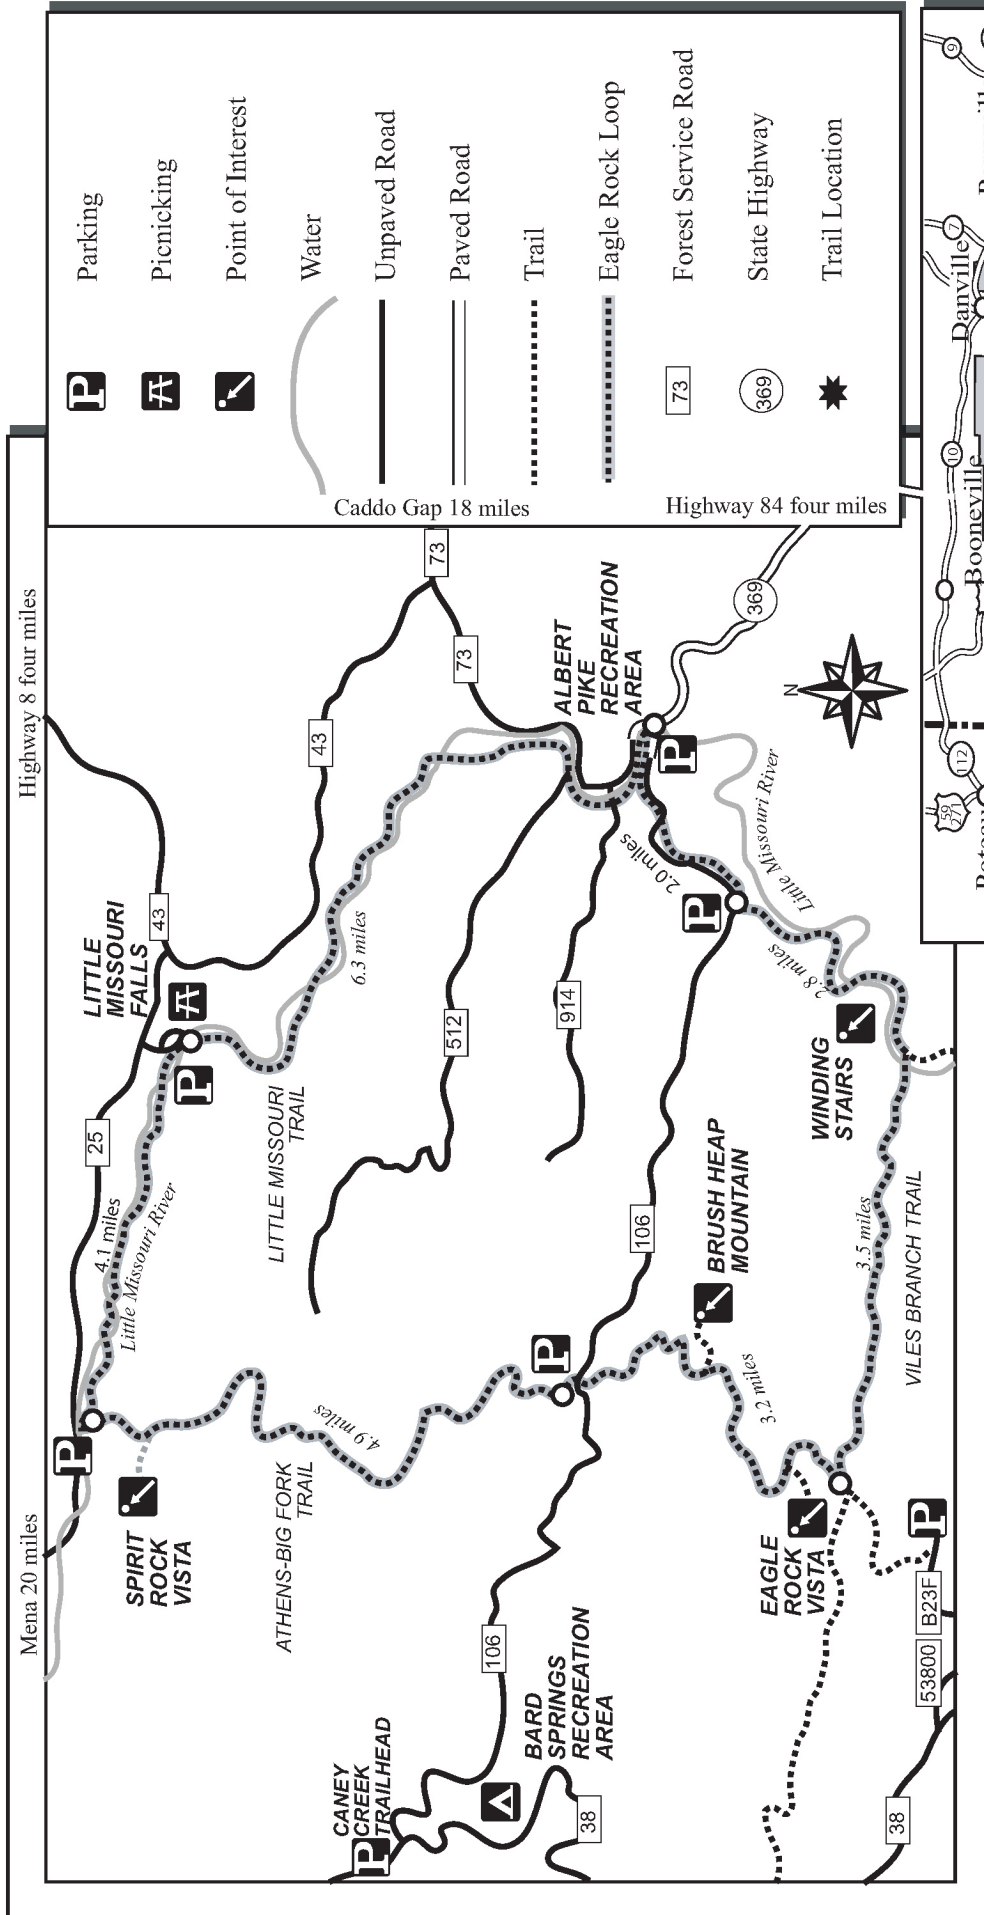 Mena 20 miles
Highway 8 four miles
Parking
Picnicking
Point of Interest
Water
Unpaved Road
Paved Road
Trail
Eagle Rock Loop
73
Forest Service Road
369
State Highway
Trail Location
Caddo Gap 18 miles
Highway 84 four miles
P
SPIRIT
ROCK
VISTA
25
4.1 miles
Little Missouri River
P
LITTLE
MISSOURI
FALLS
43
43
73
73
LITTLE MISSOURI
TRAIL
6.3 miles
ATHENS-BIG FORK
TRAIL
4.9 miles
512
914
ALBERT
PIKE
RECREATION
AREA
P
369
N
CANEY
CREEK
TRAILHEAD
P
106
BARD
SPRINGS
RECREATION
AREA
38
P
106
2.0 miles
P
Little Missouri River
2.8 miles
BRUSH HEAP
MOUNTAIN
3.2 miles
WINDING
STAIRS
EAGLE
ROCK
VISTA
3.5 miles
VILES BRANCH TRAIL
P
B23F
53800
38
59
271
112
10
7
9
Booneville
Danville